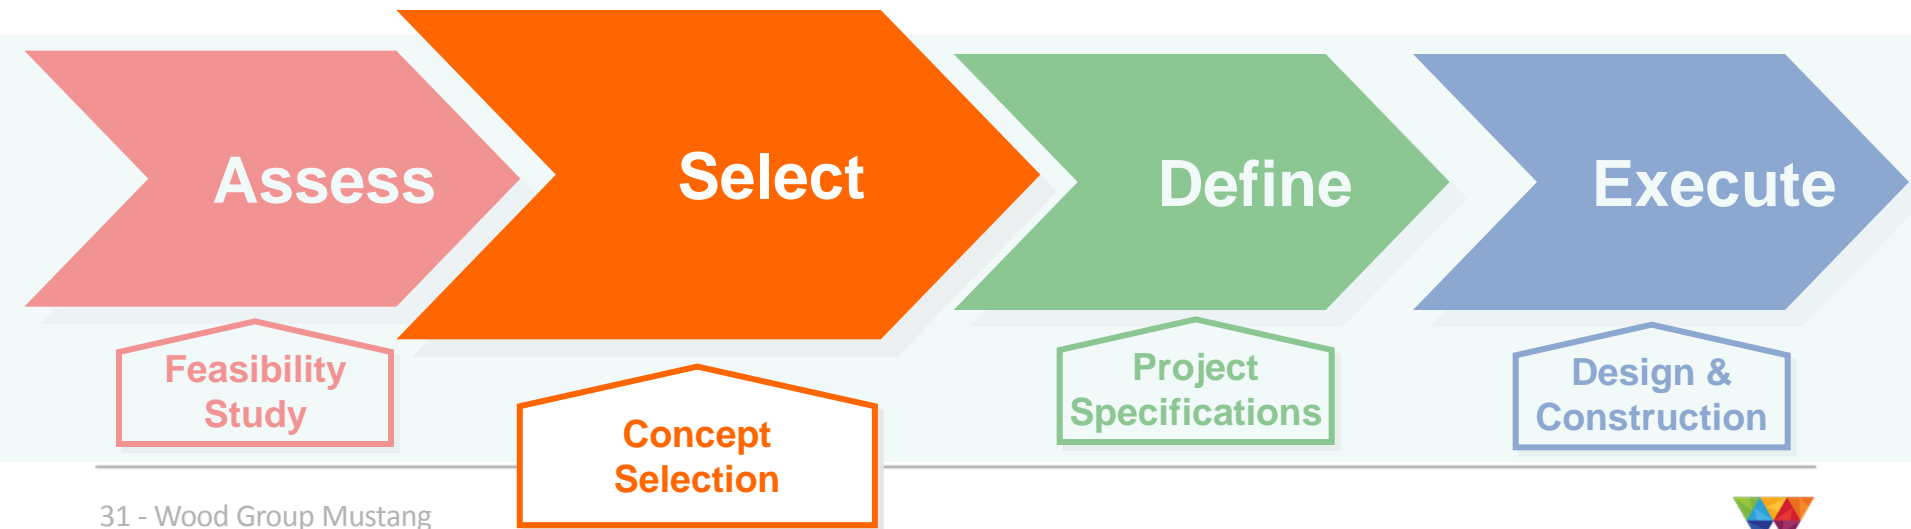 Assess
Select
Define
Execute
Feasibility
Study
Concept
Selection
Project
Specifications
Design &
Construction
31 - Wood Group Mustang